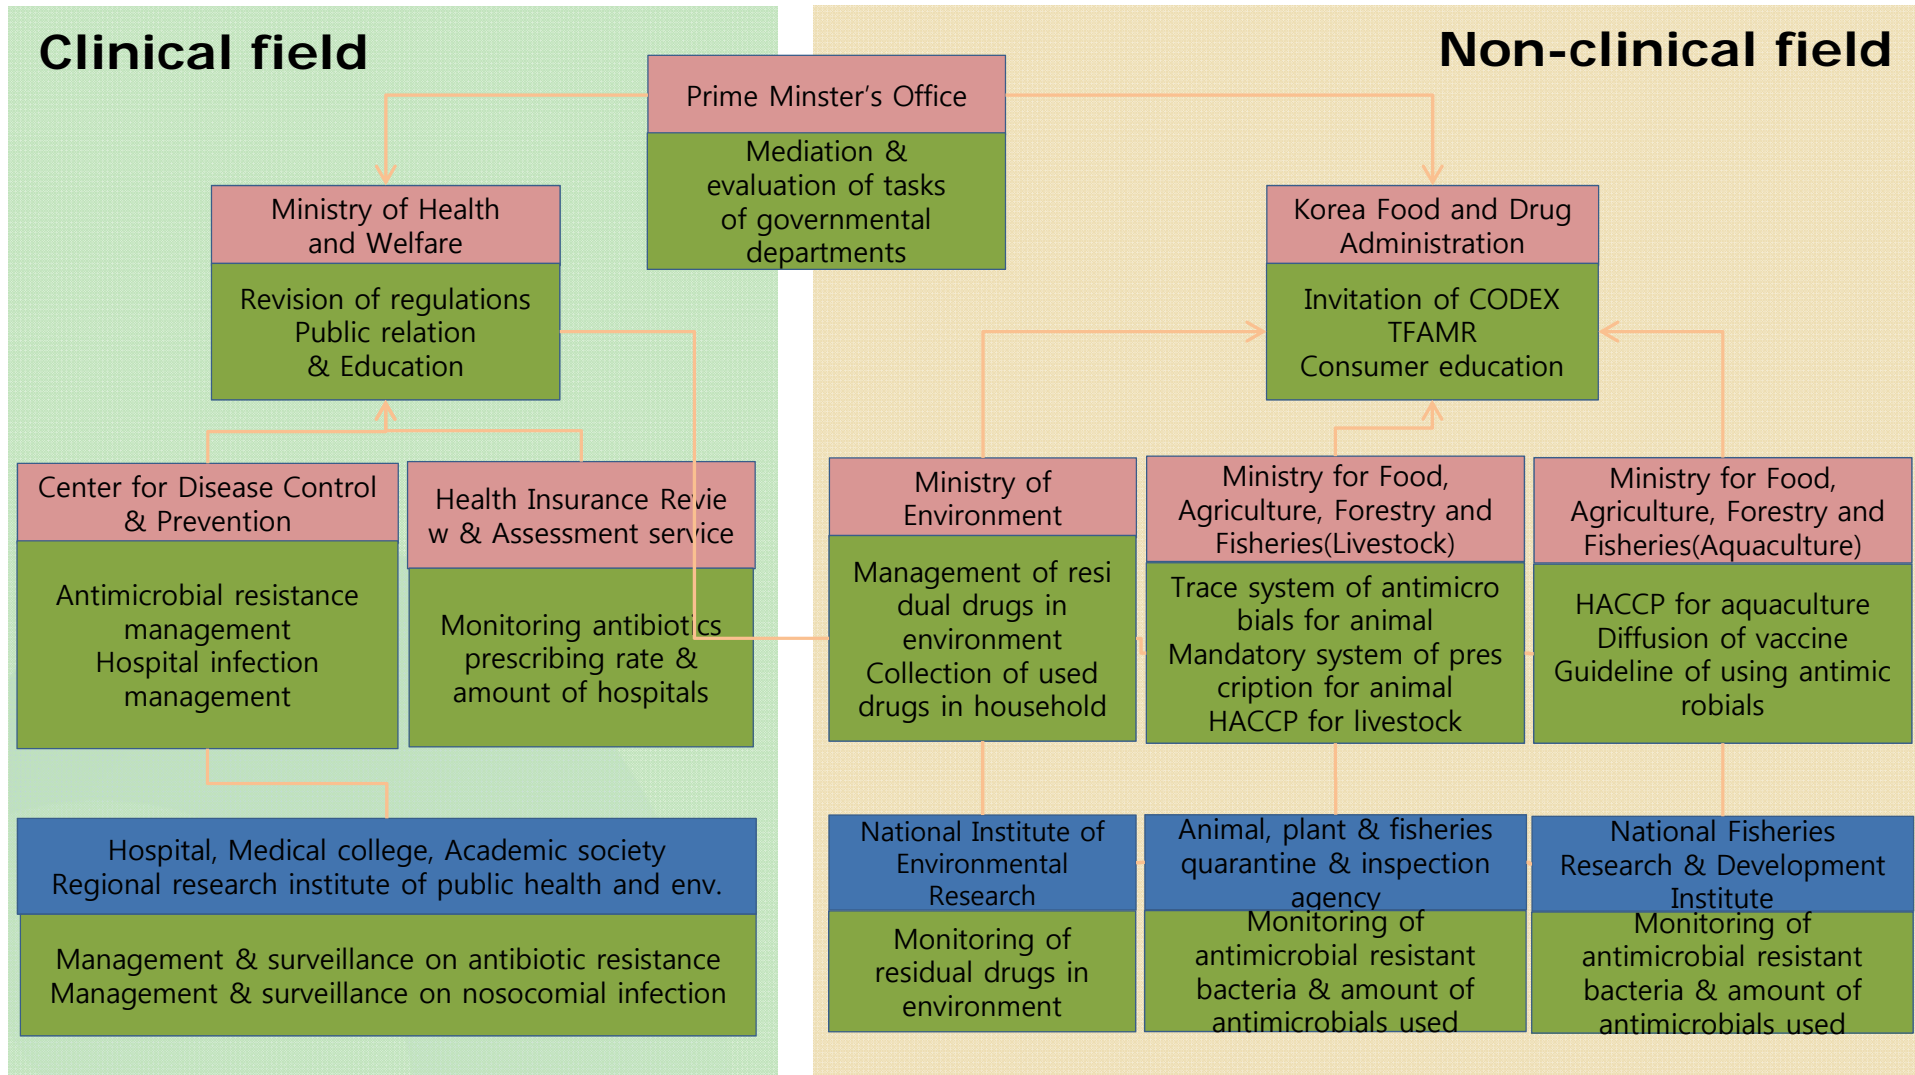 Clinical field
Non-clinical field
Prime Minster’s Office
Mediation &
evaluation of tasks
of governmental
departments
Ministry of Health
and Welfare
Revision of regulations
Public relation
& Education
Korea Food and Drug
Administration
Invitation of CODEX
TFAMR
Consumer education
Center for Disease Control
& Prevention
Antimicrobial resistance
management
Hospital infection
management
Health Insurance Revie
w & Assessment service
Monitoring antibiotics
prescribing rate &
amount of hospitals
Ministry of
Environment
Management of resi
dual drugs in
environment
Collection of used
drugs in household
Ministry for Food,
Agriculture, Forestry and
Fisheries(Livestock)
Trace system of antimicro
bials for animal
Mandatory system of pres
cription for animal
HACCP for livestock
Ministry for Food,
Agriculture, Forestry and
Fisheries(Aquaculture)
HACCP for aquaculture
Diffusion of vaccine
Guideline of using antimic
robials
Hospital, Medical college, Academic society
Regional research institute of public health and env.
Management & surveillance on antibiotic resistance
Management & surveillance on nosocomial infection
National Institute of
Environmental
Research
Monitoring of
residual drugs in
environment
Animal, plant & fisheries
quarantine & inspection
agency
Monitoring of
antimicrobial resistant
bacteria & amount of
antimicrobials used
National Fisheries
Research & Development
Institute
Monitoring of
antimicrobial resistant
bacteria & amount of
antimicrobials used